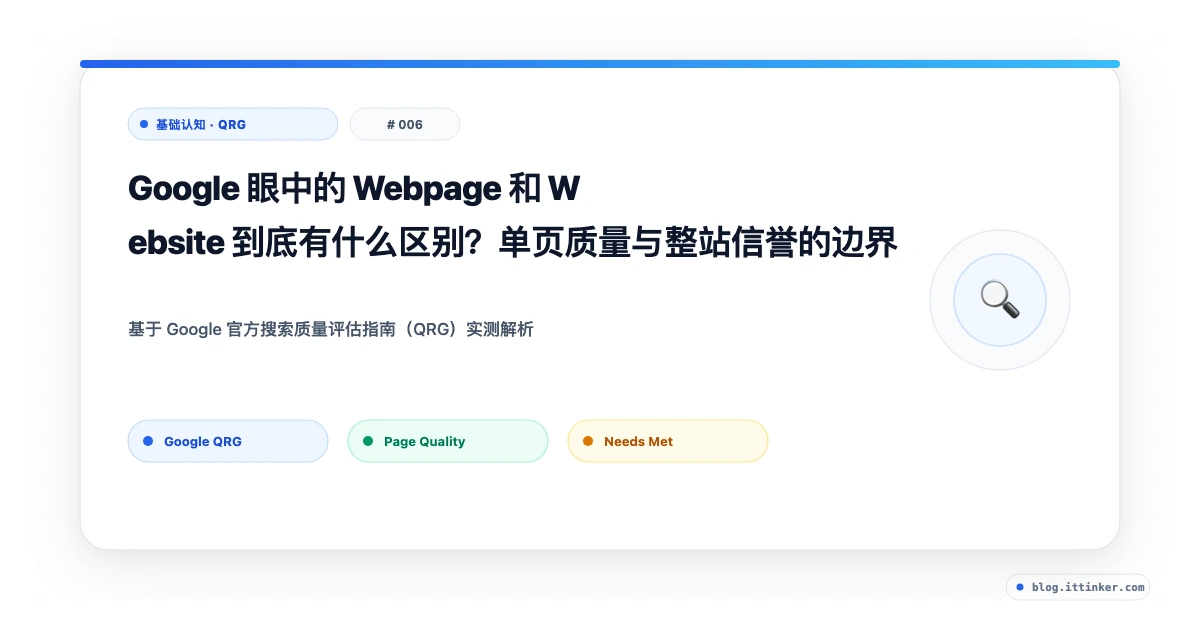 基础认知 · QRG
# 006
Google 眼中的 Webpage 和 W
ebsite 到底有什么区别？单页质量与整站信誉的边界
基于 Google 官方搜索质量评估指南（QRG）实测解析
Google QRG
Page Quality
Needs Met
blog.ittinker.com